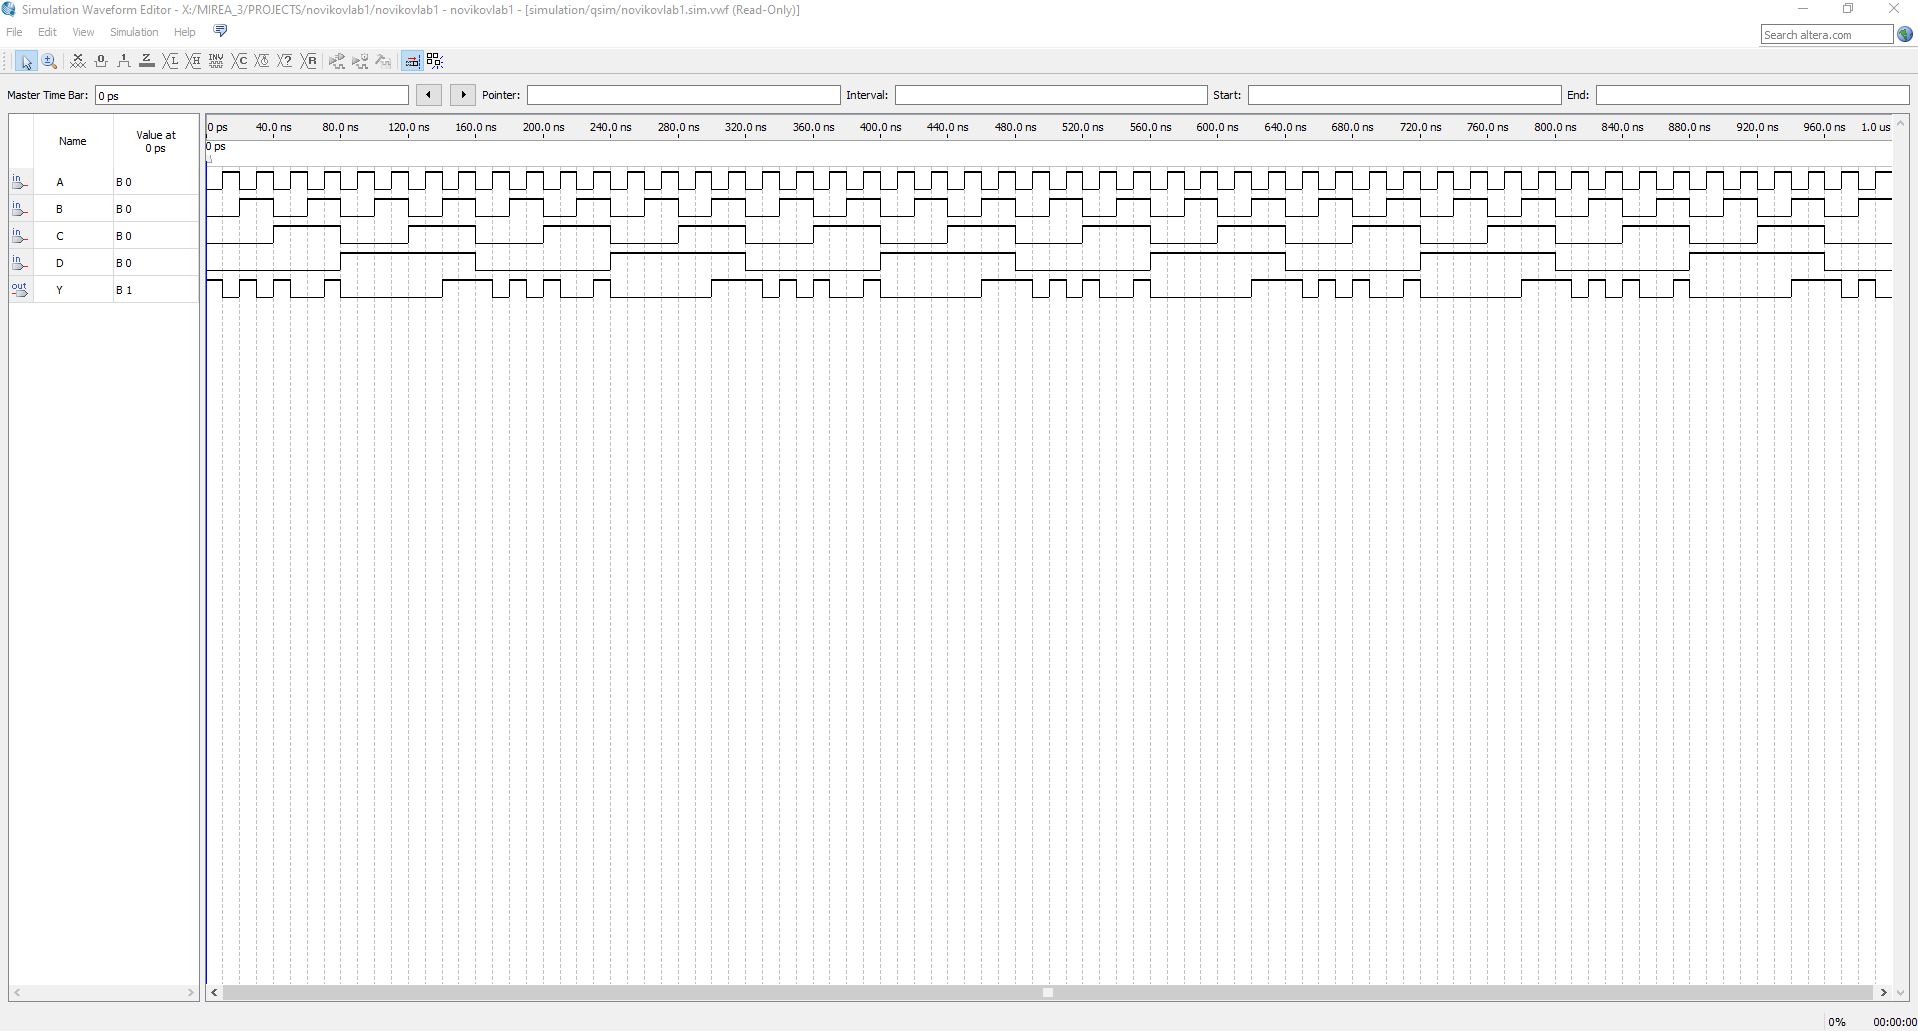 Simulation Waveform Editor - X:/MIREA_3/PROJECTS/novikovlab1/novikovlab1 - novikovlab1 - [simulation/qsim/novikovlab1.sim.vwf (Read-Only)]
File Edit View Simulation Help
Search altera.com
Master Time Bar: 0 ps Pointer: Interval: Start: End:
Name Value at 0 ps
0 ps 40.0 ns 80.0 ns 120.0 ns 160.0 ns 200.0 ns 240.0 ns 280.0 ns 320.0 ns 360.0 ns 400.0 ns 440.0 ns 480.0 ns 520.0 ns 560.0 ns 600.0 ns 640.0 ns 680.0 ns 720.0 ns 760.0 ns 800.0 ns 840.0 ns 880.0 ns 920.0 ns 960.0 ns 1.0 us
0 ps
in A B 0
in B B 0
in C B 0
in D B 0
out Y B 1
0% 00:00:00